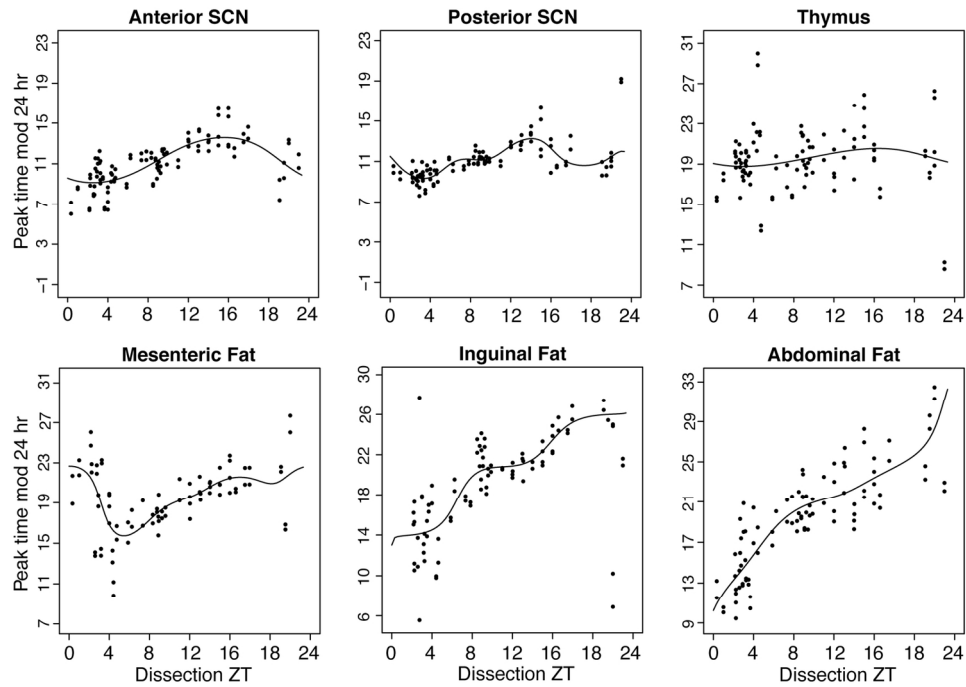 Anterior SCN Posterior SCN Thymus
Peak time mod 24 hr
23 19 15 11 7 3 −1
0 4 8 12 16 20 24
23 19 15 11 7 3 −1
0 4 8 12 16 20 24
31 27 23 19 15 11 7
0 4 8 12 16 20 24
Mesenteric Fat Inguinal Fat Abdominal Fat
Peak time mod 24 hr
31 27 23 19 15 11 7
0 4 8 12 16 20 24
30 26 22 18 14 10 6
0 4 8 12 16 20 24
33 29 25 21 17 13 9
0 4 8 12 16 20 24
Dissection ZT Dissection ZT Dissection ZT